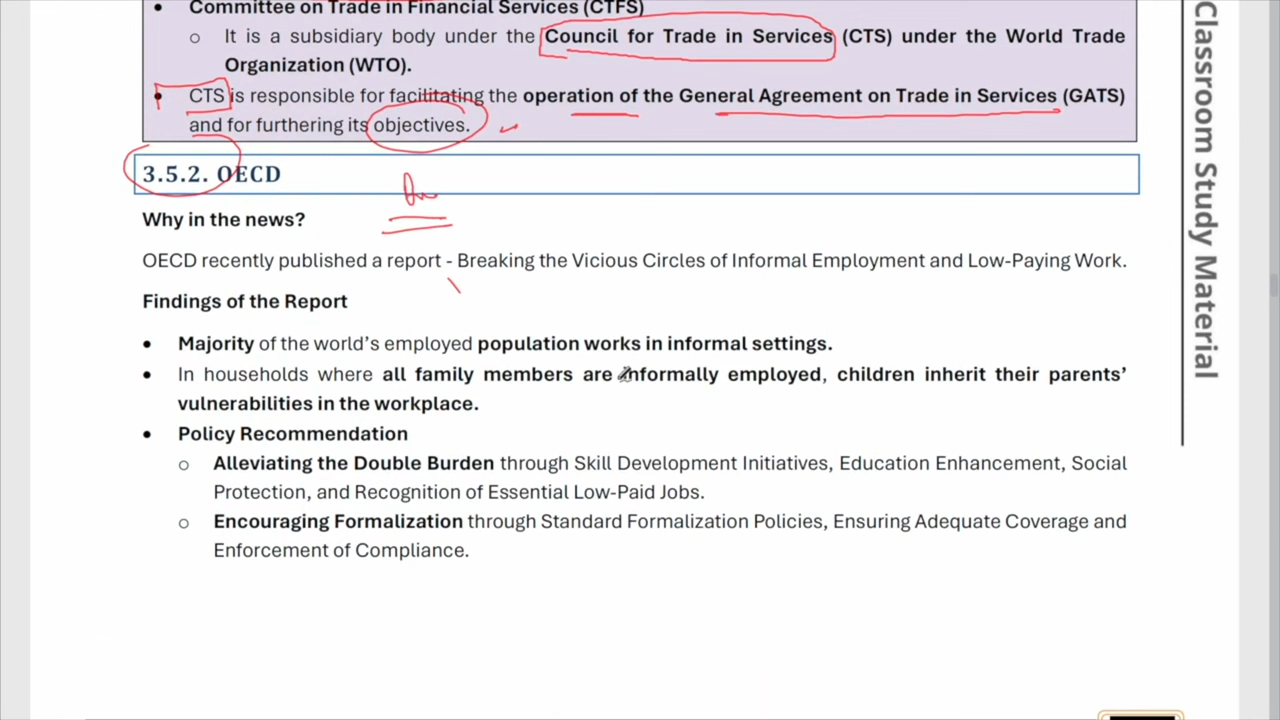 Committee on Trade in Financial Services (CTFS)
It is a subsidiary body under the Council for Trade in Services (CTS) under the World Trade
Organization (WTO).
CTS is responsible for facilitating the operation of the General Agreement on Trade in Services (GATS)
and for furthering its objectives.
3.5.2. OECD
Why in the news?
OECD recently published a report - Breaking the Vicious Circles of Informal Employment and Low-Paying Work.
Findings of the Report
Majority of the world's employed population works in informal settings.
In households where all family members are informally employed, children inherit their parents'
vulnerabilities in the workplace.
Policy Recommendation
Alleviating the Double Burden through Skill Development Initiatives, Education Enhancement, Social
Protection, and Recognition of Essential Low-Paid Jobs.
Encouraging Formalization through Standard Formalization Policies, Ensuring Adequate Coverage and
Enforcement of Compliance.
Classroom Study Material